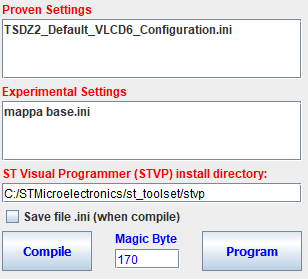 Proven Settings
TSDZ2_Default_VLCD6_Configuration.ini
Experimental Settings
mappa base.ini
ST Visual Programmer (STVP) install directory:
C:/STMicroelectronics/st_toolset/stvp
Save file .ini (when compile)
Compile
Magic Byte
170
Program